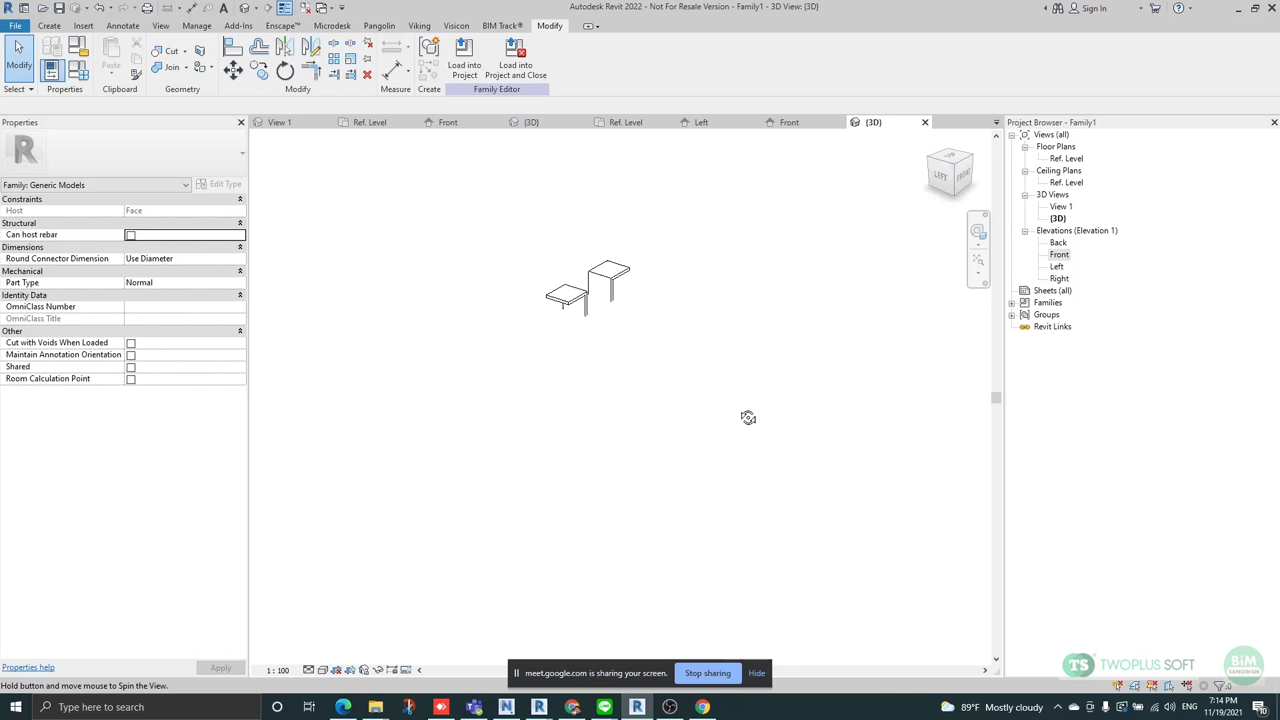 Autodesk Revit 2022 - Not For Resale Version - Family1 - 3D View: {3D}
Sign In
File Create Insert Annotate View Manage Add-Ins Enscape™ Microdesk Pangolin Viking Visicon BIM Track® Modify
Modify Paste Cut Join Load into Project Load into Project and Close
Select Properties Clipboard Geometry Modify Measure Create Family Editor
Properties
View 1 Ref. Level Front {3D} Ref. Level Left Front {3D}
Project Browser - Family1
R
Family: Generic Models Edit Type
Constraints
Host Face
Structural
Can host rebar
Dimensions
Round Connector Dimension Use Diameter
Mechanical
Part Type Normal
Identity Data
OmniClass Number
OmniClass Title
Other
Cut with Voids When Loaded
Maintain Annotation Orientation
Shared
Room Calculation Point
LEFT FRONT
Views (all)
Floor Plans
Ref. Level
Ceiling Plans
Ref. Level
3D Views
View 1
{3D}
Elevations (Elevation 1)
Back
Front
Left
Right
Sheets (all)
Families
Groups
Revit Links
Properties help Apply
1 : 100
meet.google.com is sharing your screen. Stop sharing Hide
TS TWOPLUS SOFT
BiM
Hold button and move mouse to Spin the View.
:0
Type here to search
89°F Mostly cloudy
ENG
7:14 PM
11/19/2021